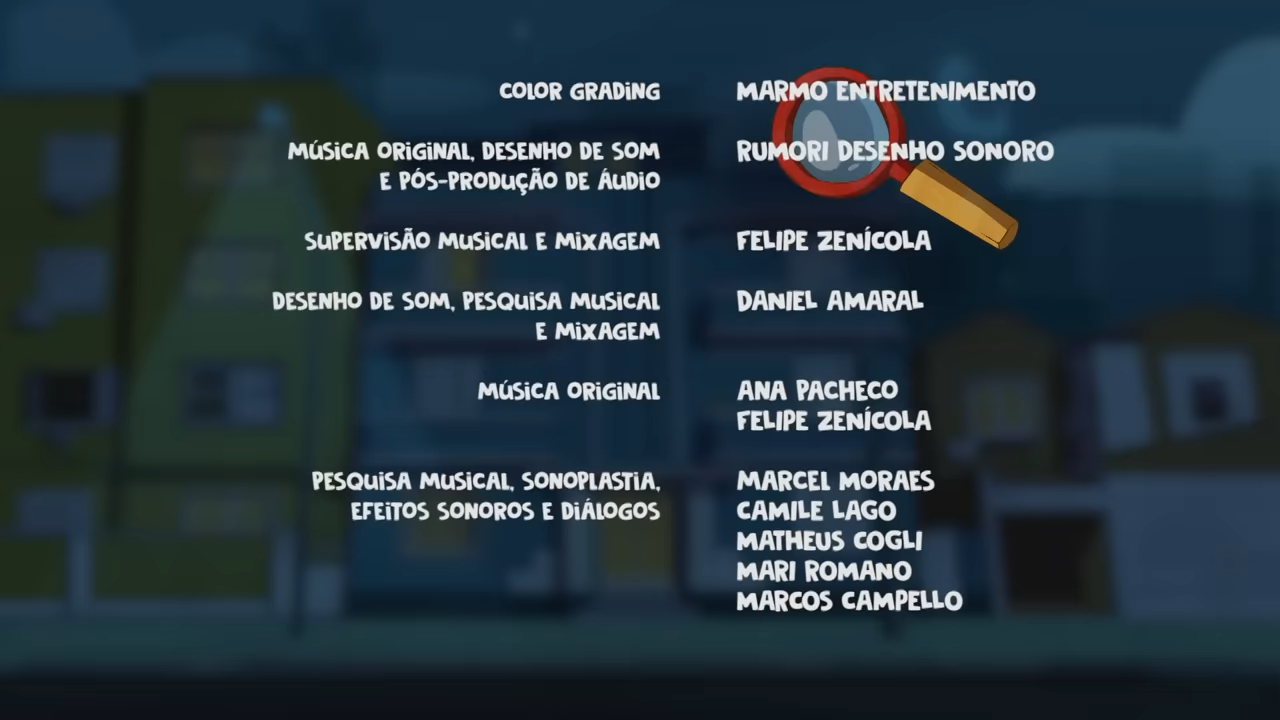 COLOR GRADING MARMO ENTRETENIMENTO
MÚSICA ORIGINAL, DESENHO DE SOM RUMORI DESENHO SONORO
E PÓS-PRODUÇÃO DE ÁUDIO
SUPERVISÃO MUSICAL E MIXAGEM FELIPE ZENÍCOLA
DESENHO DE SOM, PESQUISA MUSICAL DANIEL AMARAL
E MIXAGEM
MÚSICA ORIGINAL ANA PACHECO
FELIPE ZENÍCOLA
PESQUISA MUSICAL, SONOPLASTIA, MARCEL MORAES
EFEITOS SONOROS E DIÁLOGOS CAMILE LAGO
MATHEUS COGLI
MARI ROMANO
MARCOS CAMPELLO